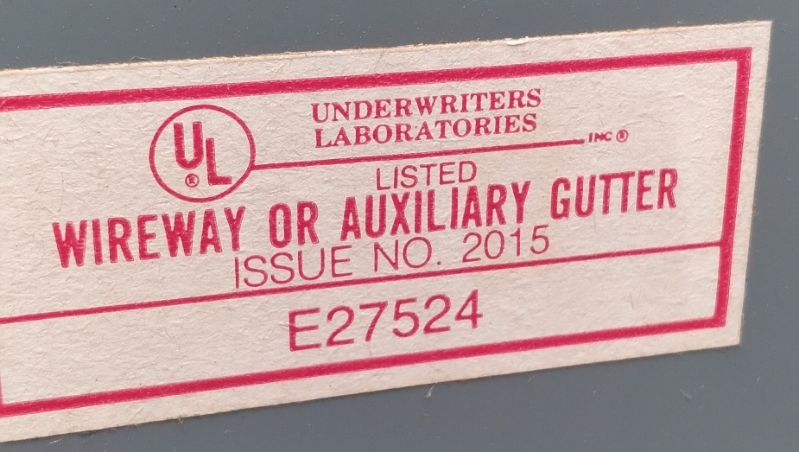 UL®
UNDERWRITERS
LABORATORIES INC®
LISTED
WIREWAY OR AUXILIARY GUTTER
ISSUE NO. 2015
E27524